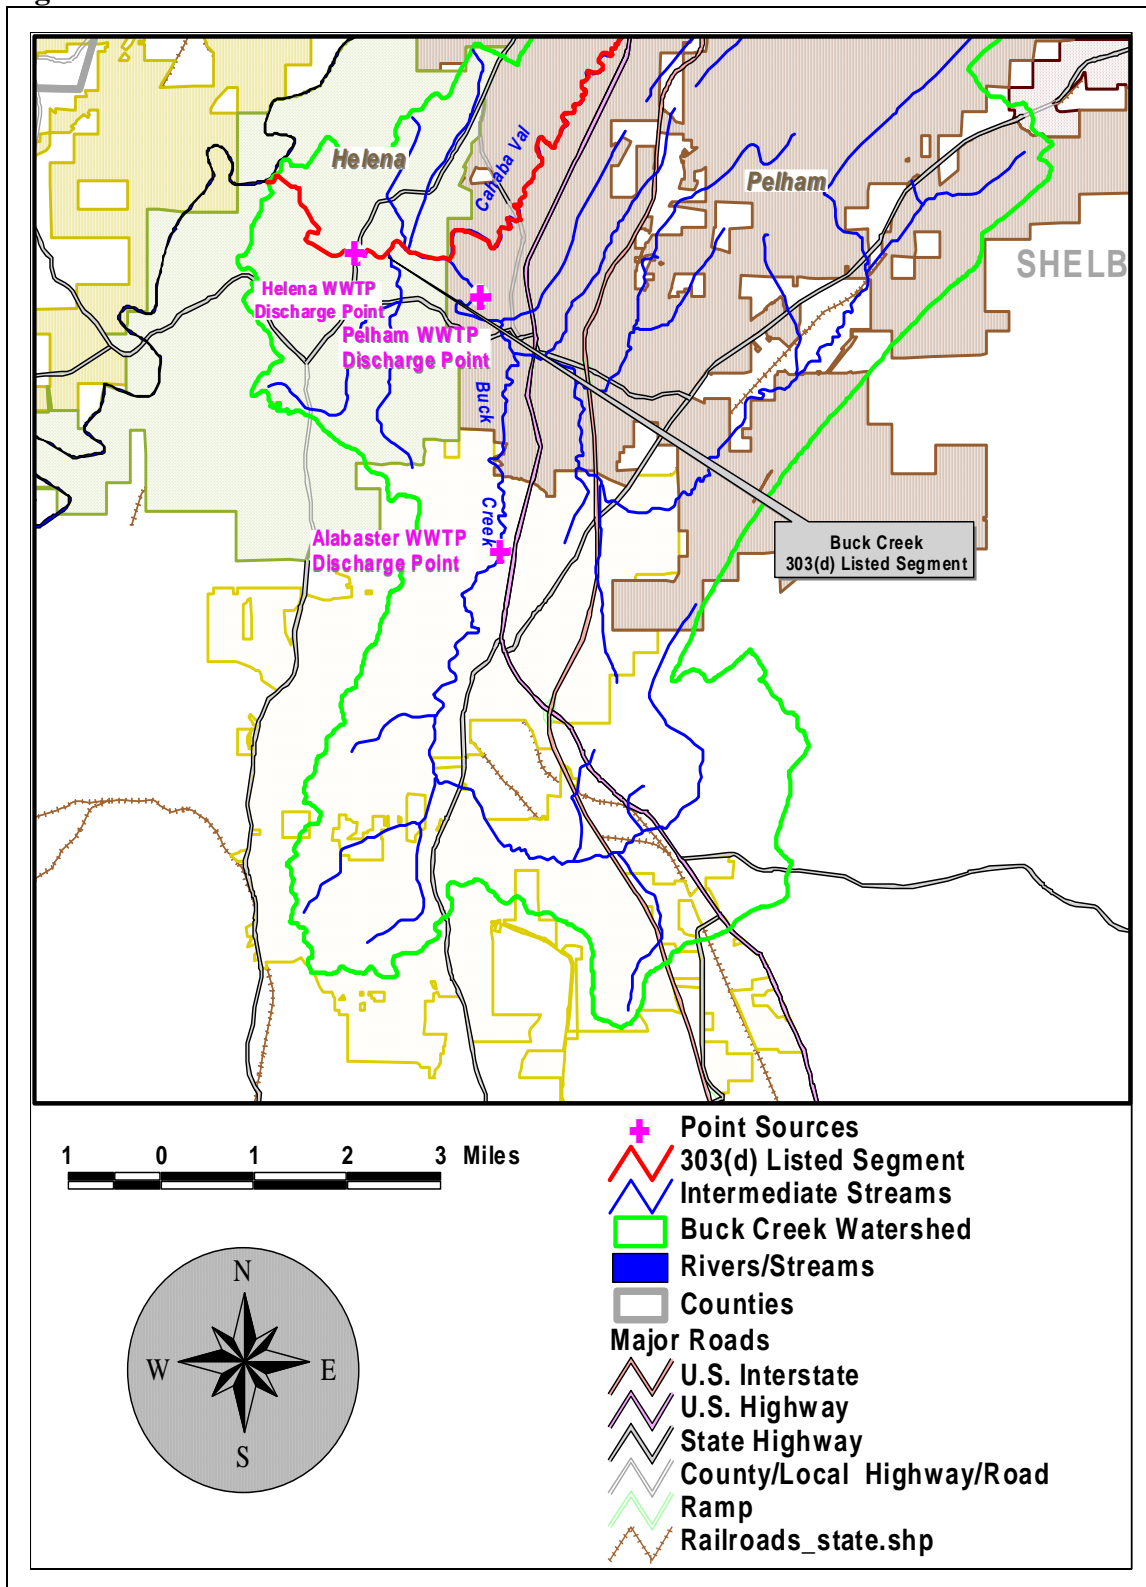 Helena
Cahaba Val
Pelham
SHELB
Helena WWTP
Discharge Point
Pelham WWTP
Discharge Point
Buck
Creek
Alabaster WWTP
Discharge Point
Buck Creek
303(d) Listed Segment
1 0 1 2 3 Miles
N
W E
S
Point Sources
303(d) Listed Segment
Intermediate Streams
Buck Creek Watershed
Rivers/Streams
Counties
Major Roads
U.S. Interstate
U.S. Highway
State Highway
County/Local Highway/Road
Ramp
Railroads_state.shp